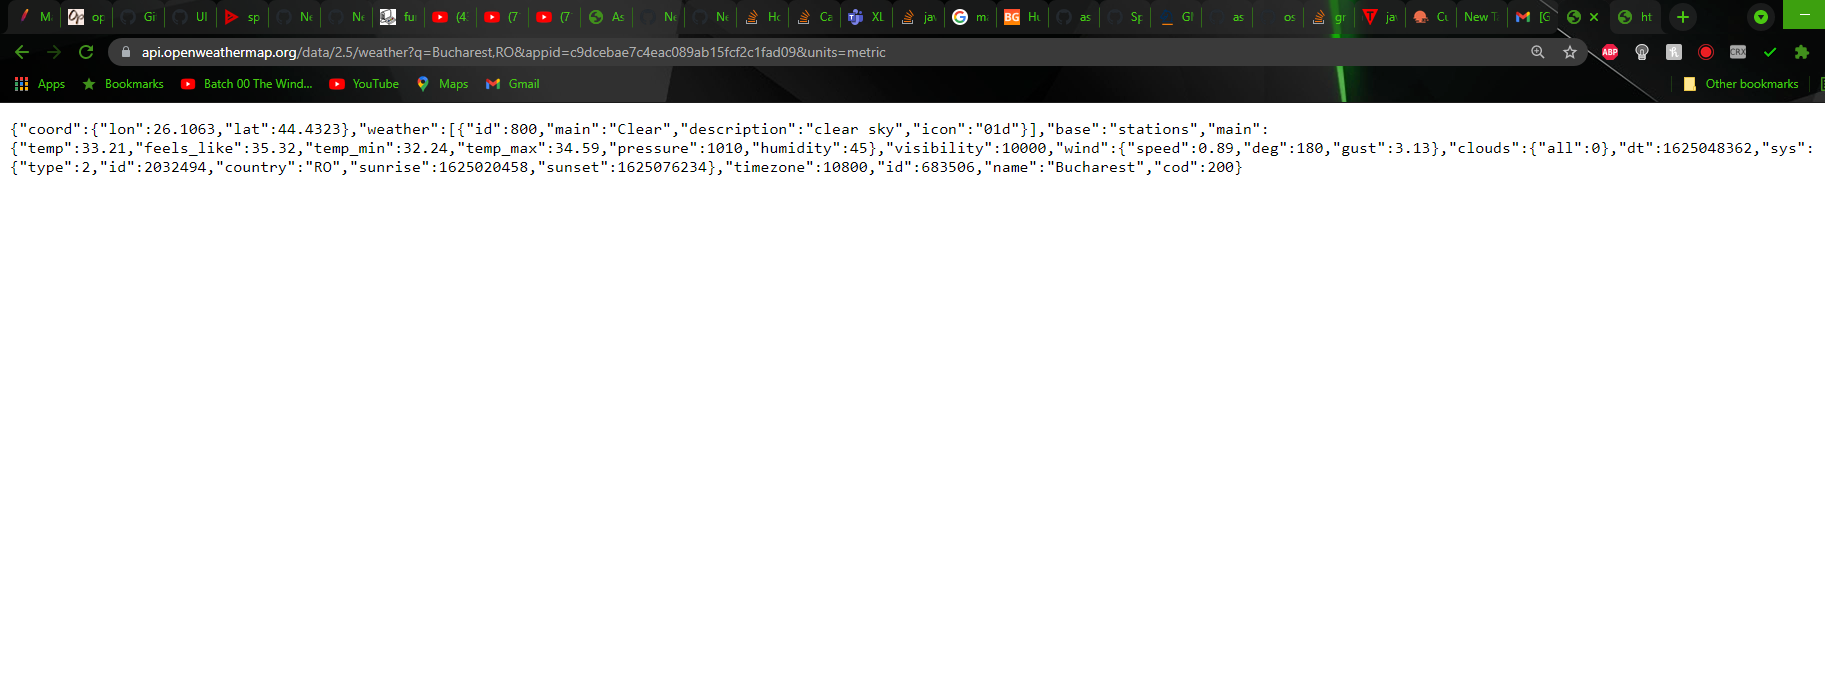 M
op
Gi
UI
sp
Ne
Ne
fu
(4
(7
(7
As
Ne
Ne
Ho
Ca
XL
jav
ma
Hu
as
Sp
Gl
as
os
gr
jav
Cu
New T
[G
ht
api.openweathermap.org/data/2.5/weather?q=Bucharest,RO&appid=c9dcebae7c4eac089ab15fcf2c1fad09&units=metric
ABP
CRX
Apps
Bookmarks
Batch 00 The Wind...
YouTube
Maps
Gmail
Other bookmarks
{"coord":{"lon":26.1063,"lat":44.4323},"weather":[{"id":800,"main":"Clear","description":"clear sky","icon":"01d"}],"base":"stations","main":
{"temp":33.21,"feels_like":35.32,"temp_min":32.24,"temp_max":34.59,"pressure":1010,"humidity":45},"visibility":10000,"wind":{"speed":0.89,"deg":180,"gust":3.13},"clouds":{"all":0},"dt":1625048362,"sys":
{"type":2,"id":2032494,"country":"RO","sunrise":1625020458,"sunset":1625076234},"timezone":10800,"id":683506,"name":"Bucharest","cod":200}